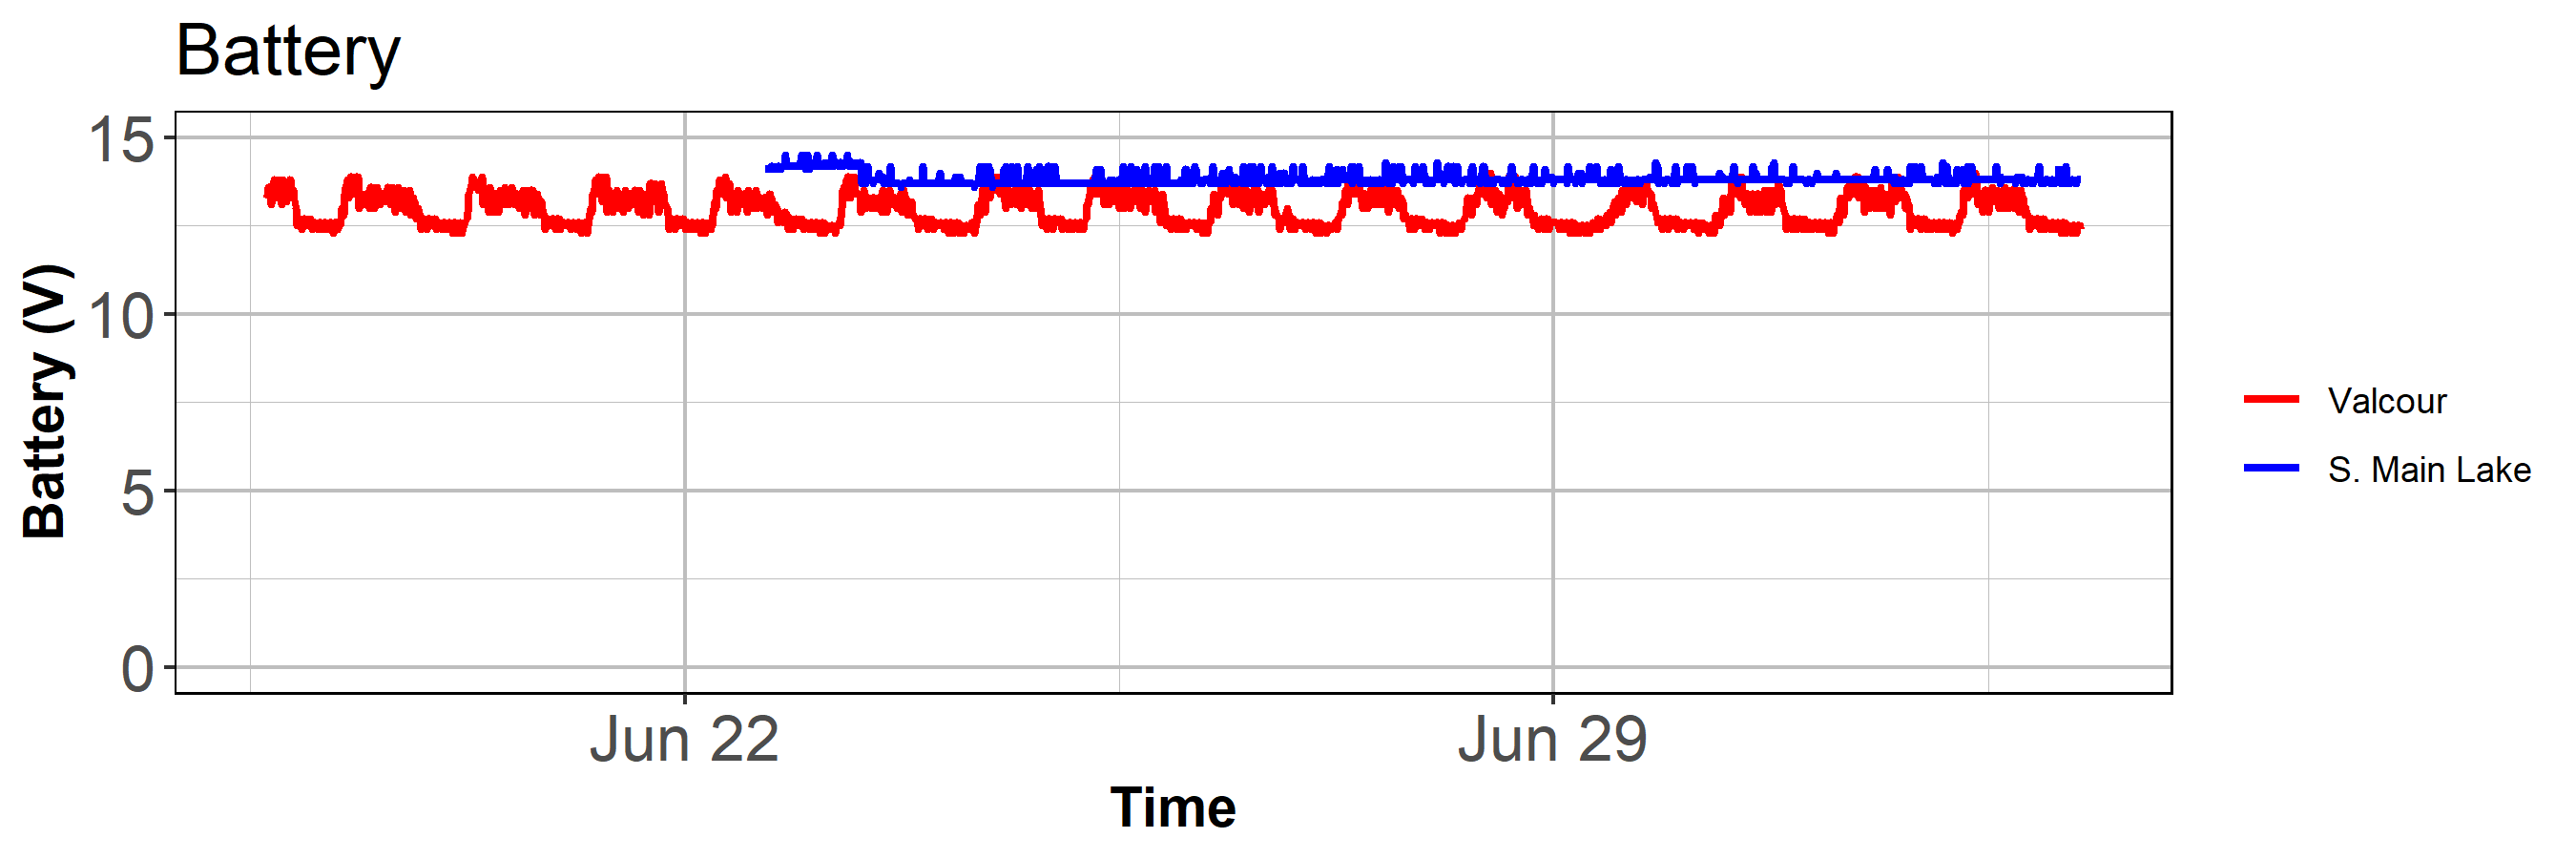 Battery
Battery (V)
15
10
5
0
Jun 22
Jun 29
Time
Valcour
S. Main Lake